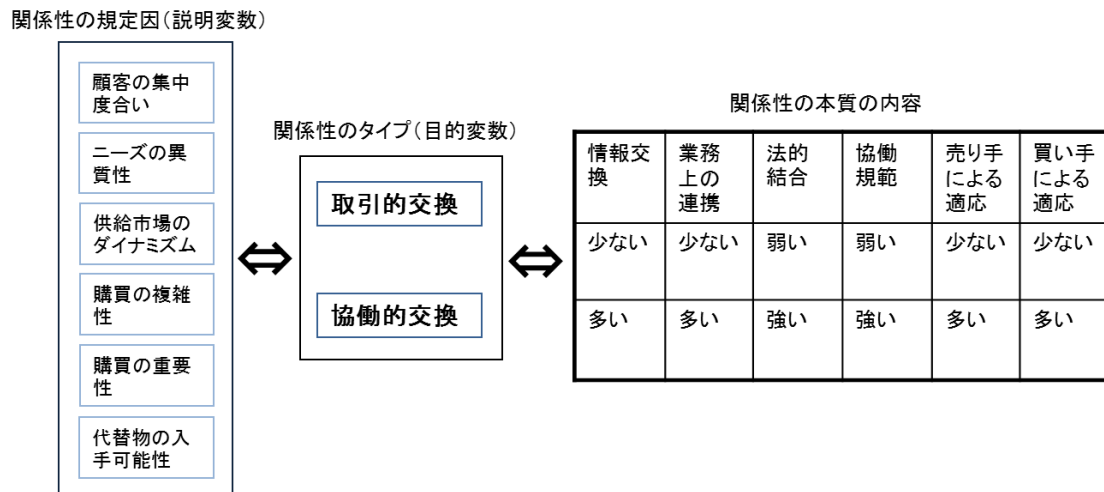 関係性の規定因(説明変数)
顧客の集中
度合い
ニーズの異
質性
供給市場の
ダイナミズム
購買の複雑
性
購買の重要
性
代替物の入
手可能性
関係性のタイプ(目的変数)
取引的交換
協働的交換
関係性の本質の内容
情報交
換
業務
上の
連携
法的
結合
協働
規範
売り手
による
適応
買い手
による
適応
少ない
少ない
弱い
弱い
少ない
少ない
多い
多い
強い
強い
多い
多い